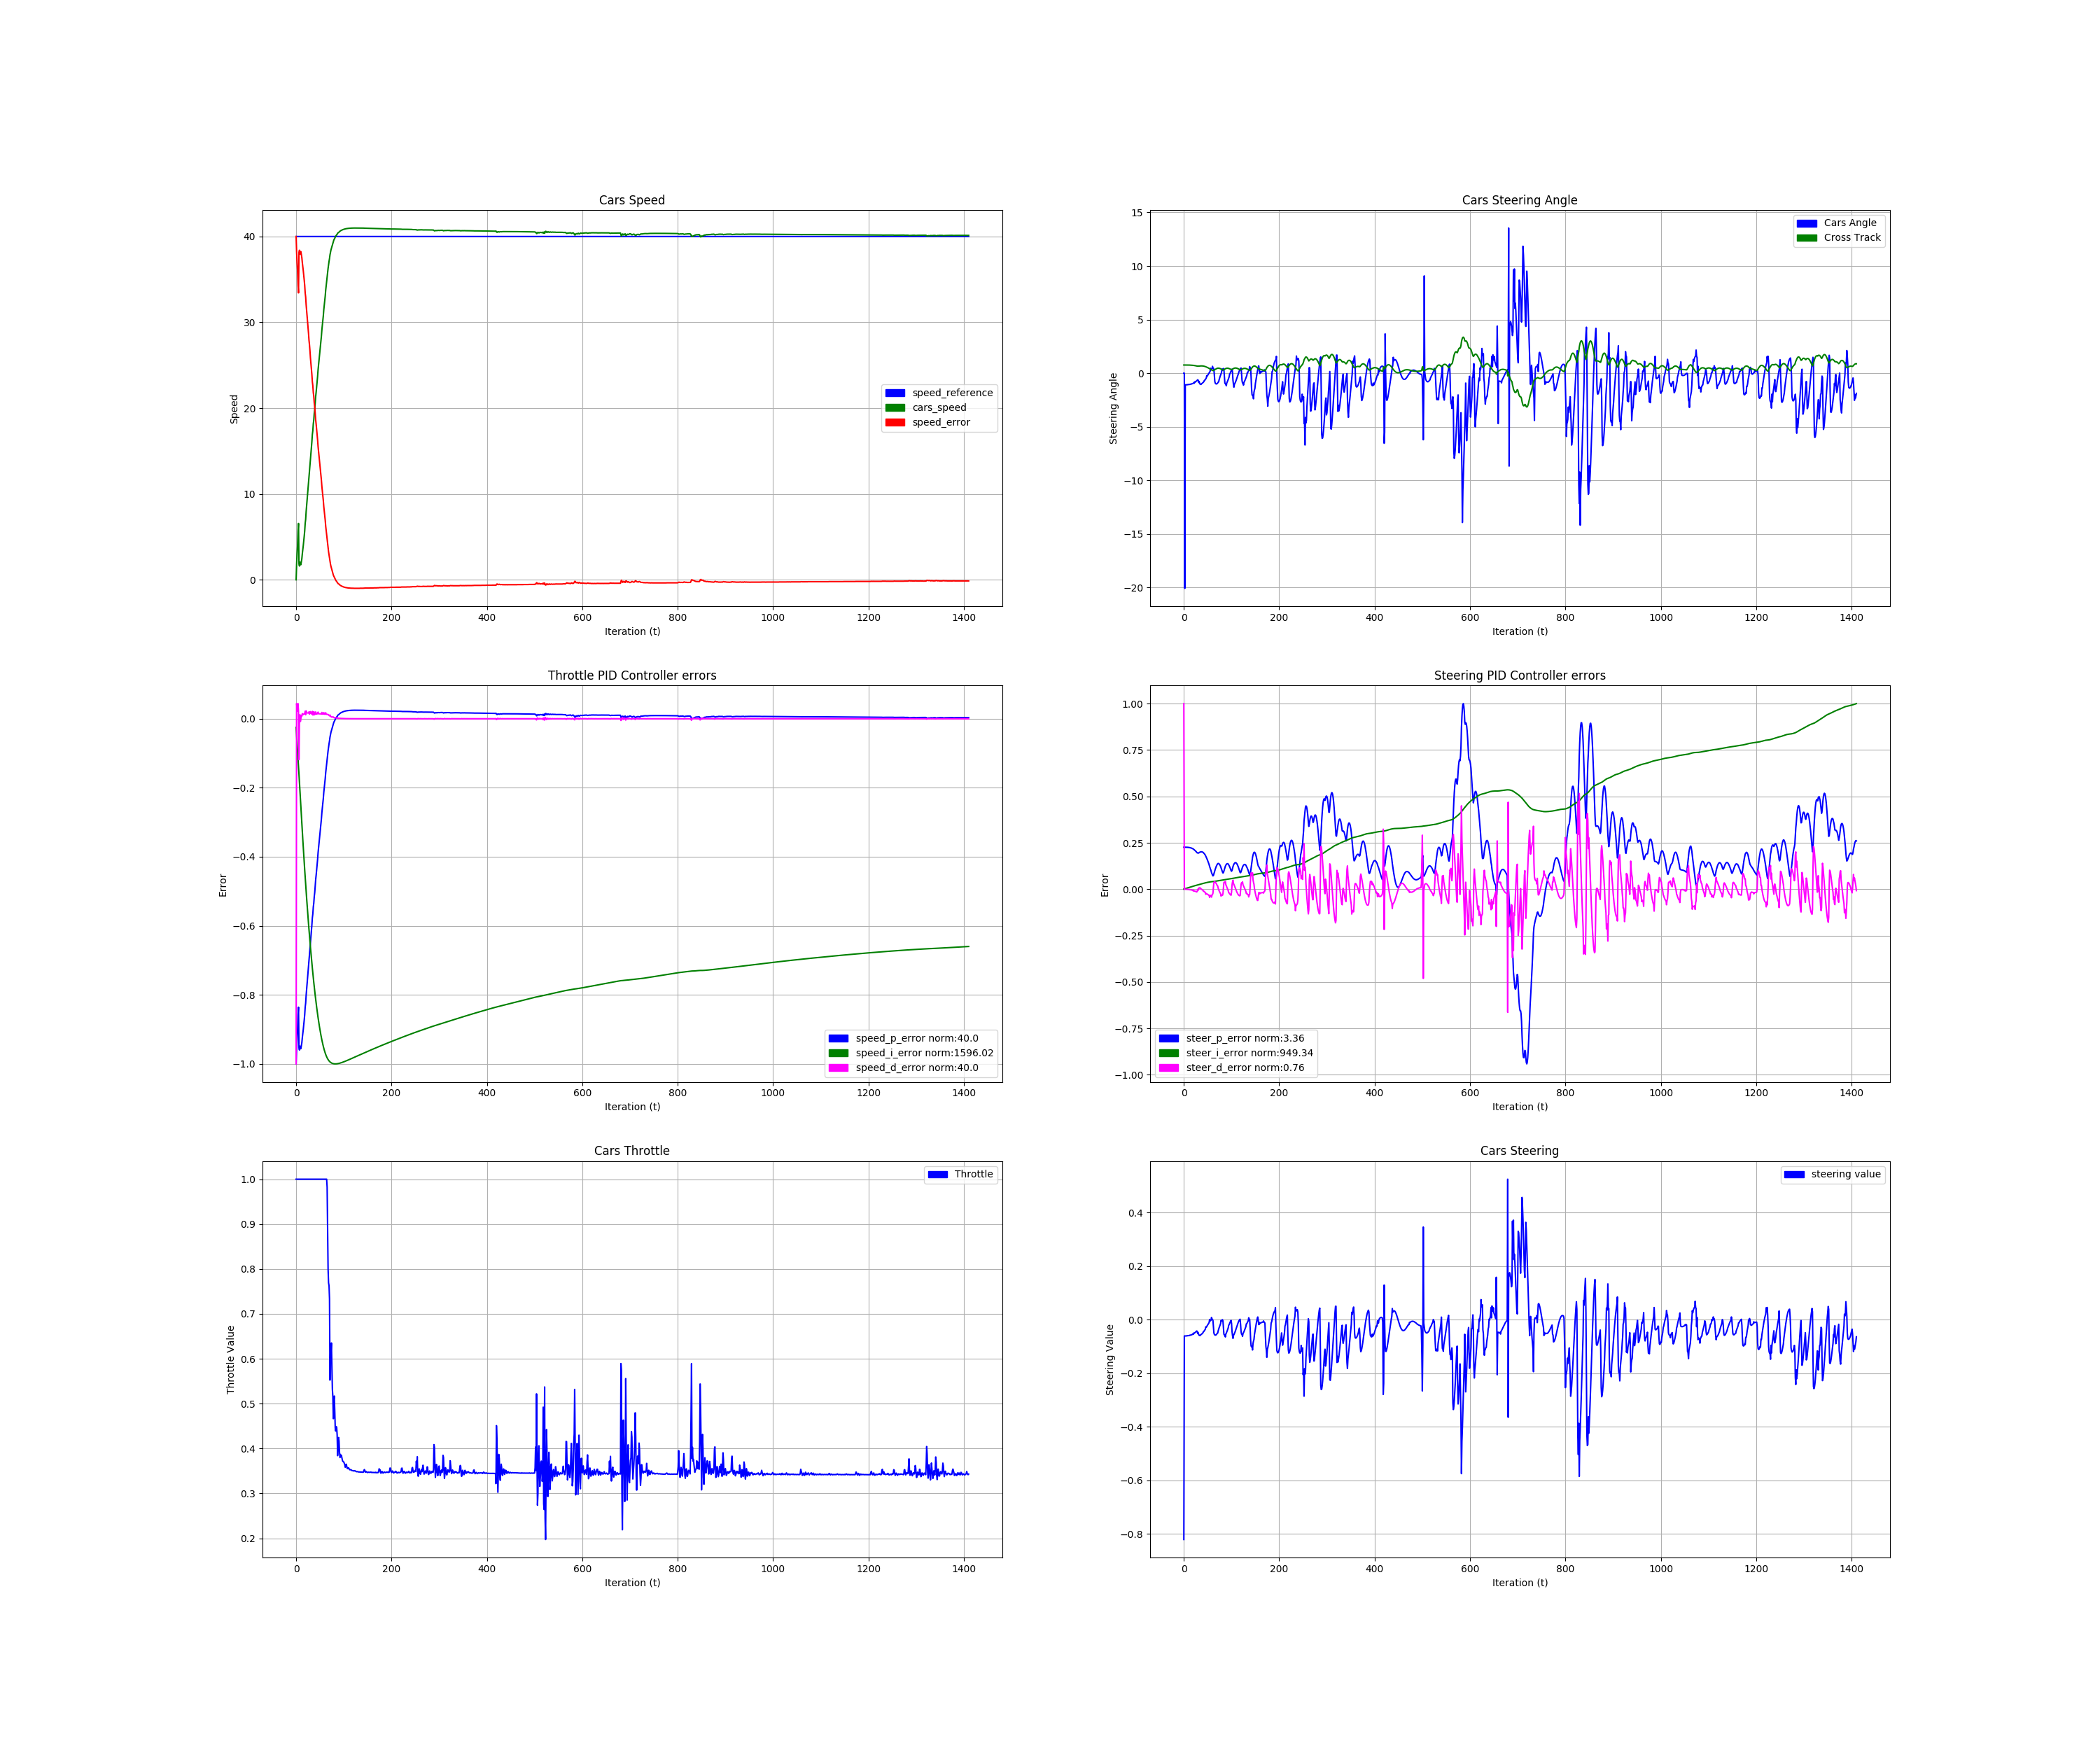 Cars Speed
40
30
20
10
0
Speed
speed_reference
cars_speed
speed_error
0 200 400 600 800 1000 1200 1400
Iteration (t)
Cars Steering Angle
15
10
5
0
−5
−10
−15
−20
Steering Angle
Cars Angle
Cross Track
0 200 400 600 800 1000 1200 1400
Iteration (t)
Throttle PID Controller errors
0.0
−0.2
−0.4
−0.6
−0.8
−1.0
Error
speed_p_error norm:40.0
speed_i_error norm:1596.02
speed_d_error norm:40.0
0 200 400 600 800 1000 1200 1400
Iteration (t)
Steering PID Controller errors
1.00
0.75
0.50
0.25
0.00
−0.25
−0.50
−0.75
−1.00
Error
steer_p_error norm:3.36
steer_i_error norm:949.34
steer_d_error norm:0.76
0 200 400 600 800 1000 1200 1400
Iteration (t)
Cars Throttle
1.0
0.9
0.8
0.7
0.6
0.5
0.4
0.3
0.2
Throttle Value
Throttle
0 200 400 600 800 1000 1200 1400
Iteration (t)
Cars Steering
0.4
0.2
0.0
−0.2
−0.4
−0.6
−0.8
Steering Value
steering value
0 200 400 600 800 1000 1200 1400
Iteration (t)